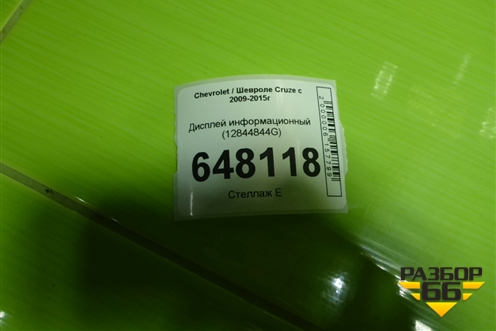 Chevrolet / Шевроле Cruze с
2009-2015г
Дисплей информационный
(12844844G)
648118
Стеллаж Е
РАЗБОР
66